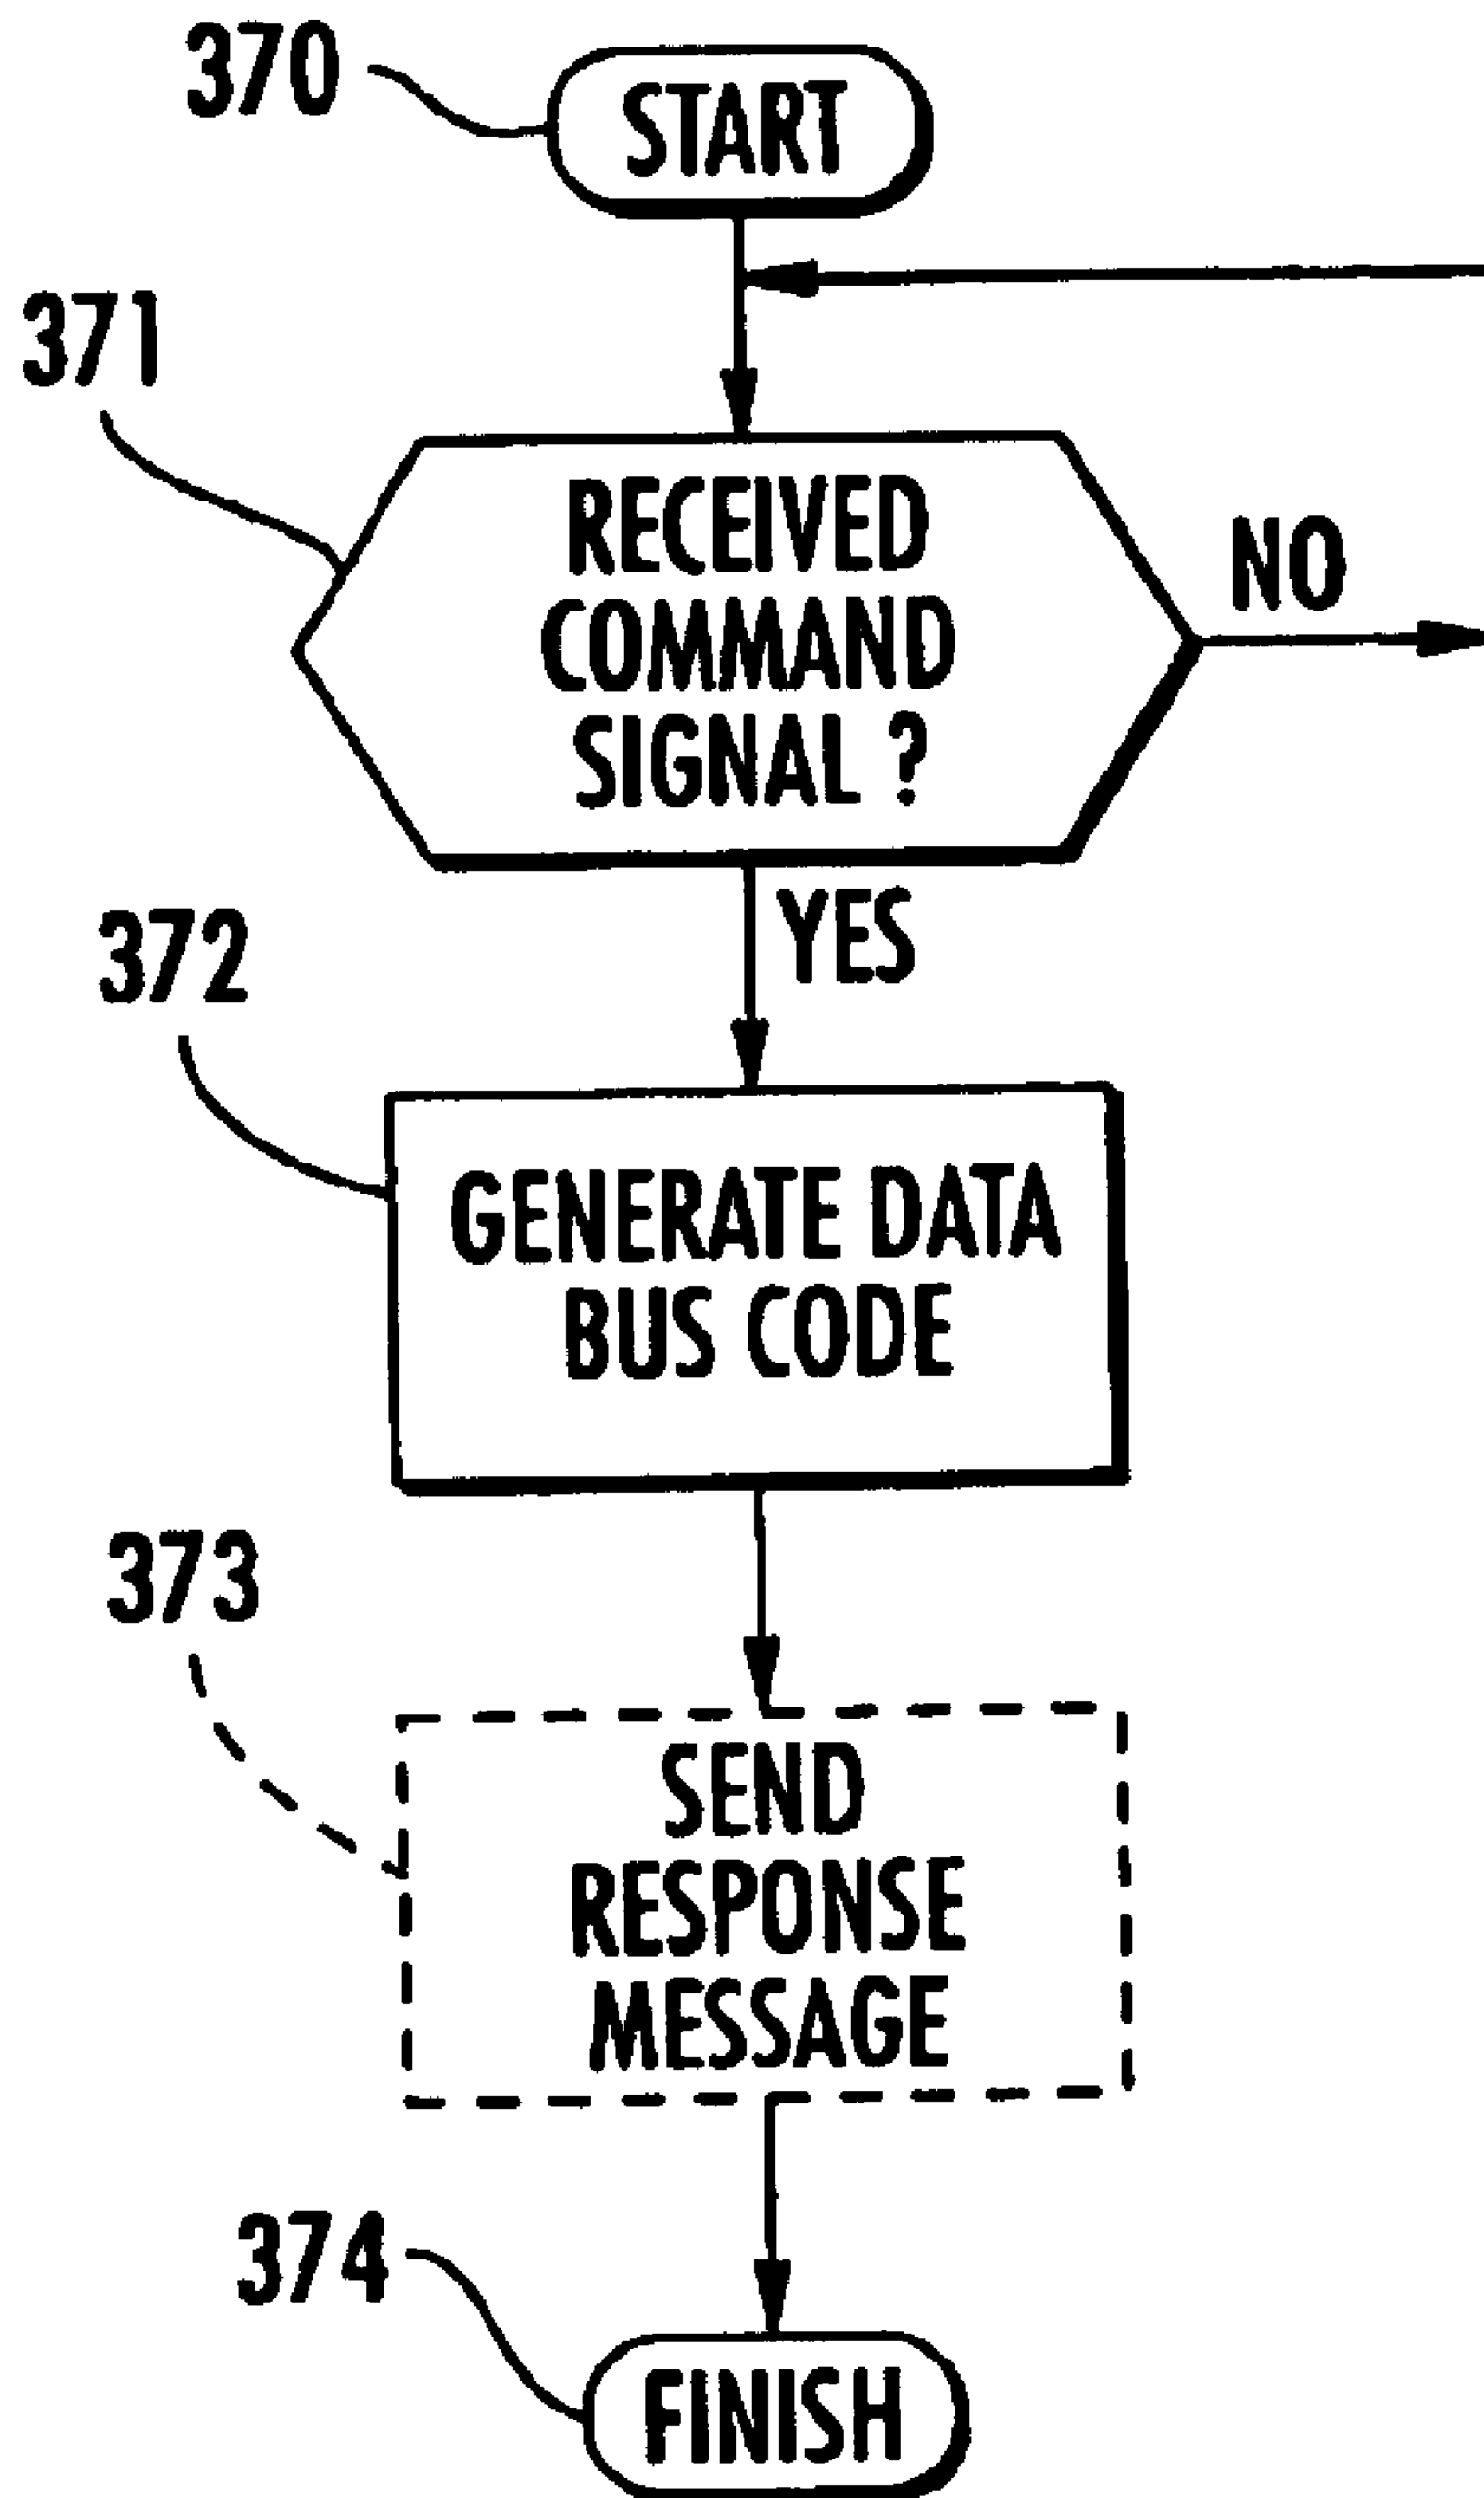 370
START
371
RECEIVED
COMMAND
SIGNAL ?
NO
YES
372
GENERATE DATA
BUS CODE
373
SEND
RESPONSE
MESSAGE
374
FINISH